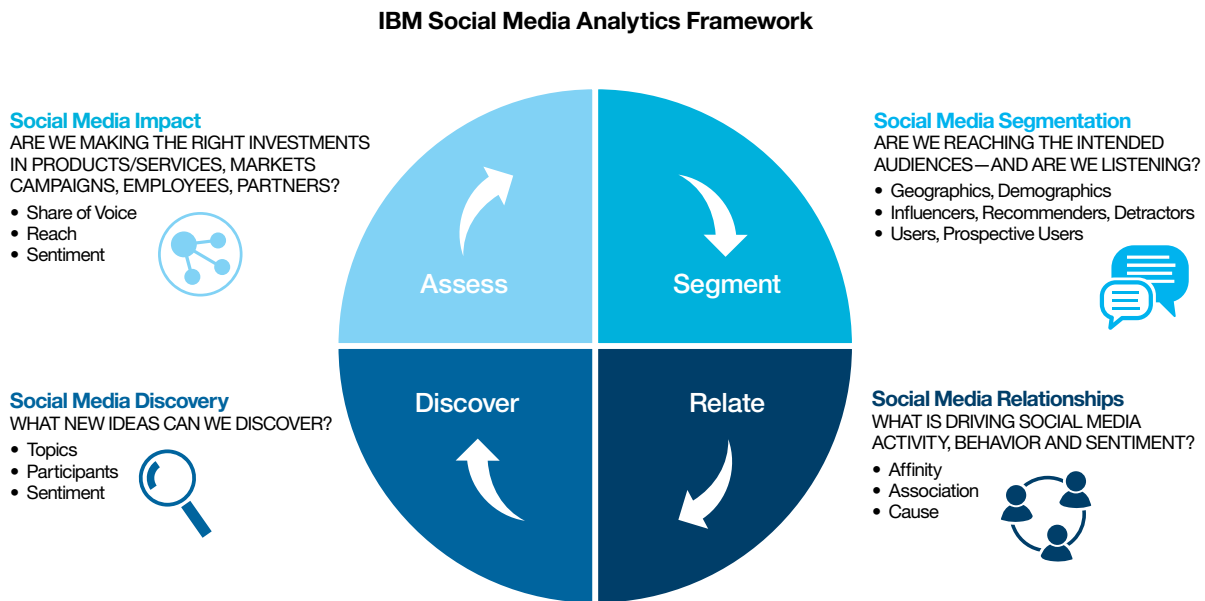 IBM Social Media Analytics Framework
Social Media Impact
ARE WE MAKING THE RIGHT INVESTMENTS
IN PRODUCTS/SERVICES, MARKETS
CAMPAIGNS, EMPLOYEES, PARTNERS?
• Share of Voice
• Reach
• Sentiment
Assess
Segment
Social Media Segmentation
ARE WE REACHING THE INTENDED
AUDIENCES—AND ARE WE LISTENING?
• Geographics, Demographics
• Influencers, Recommenders, Detractors
• Users, Prospective Users
Social Media Discovery
WHAT NEW IDEAS CAN WE DISCOVER?
• Topics
• Participants
• Sentiment
Discover
Relate
Social Media Relationships
WHAT IS DRIVING SOCIAL MEDIA
ACTIVITY, BEHAVIOR AND SENTIMENT?
• Affinity
• Association
• Cause